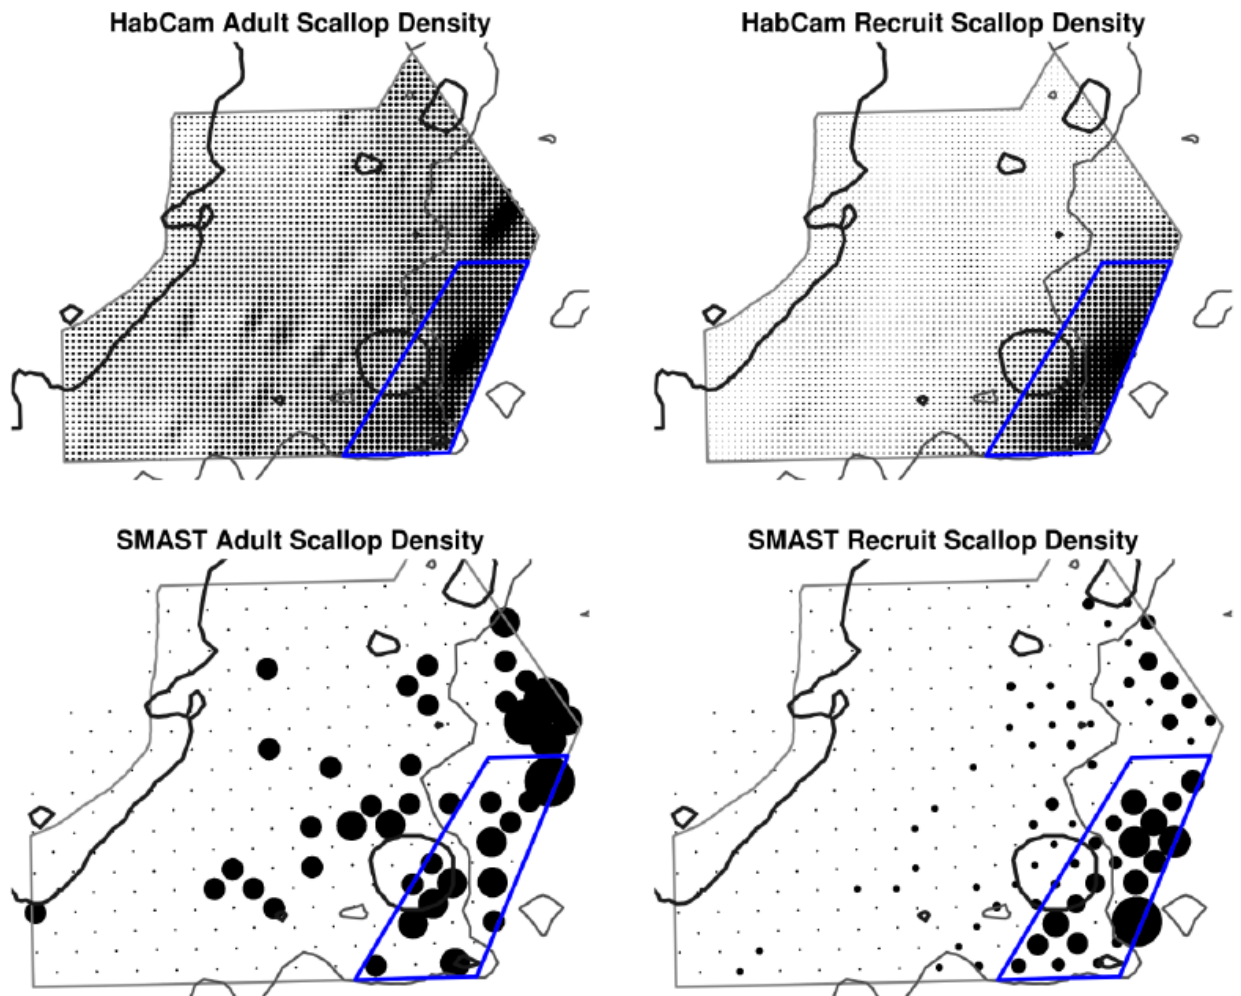 HabCam Adult Scallop Density
HabCam Recruit Scallop Density
SMAST Adult Scallop Density
SMAST Recruit Scallop Density